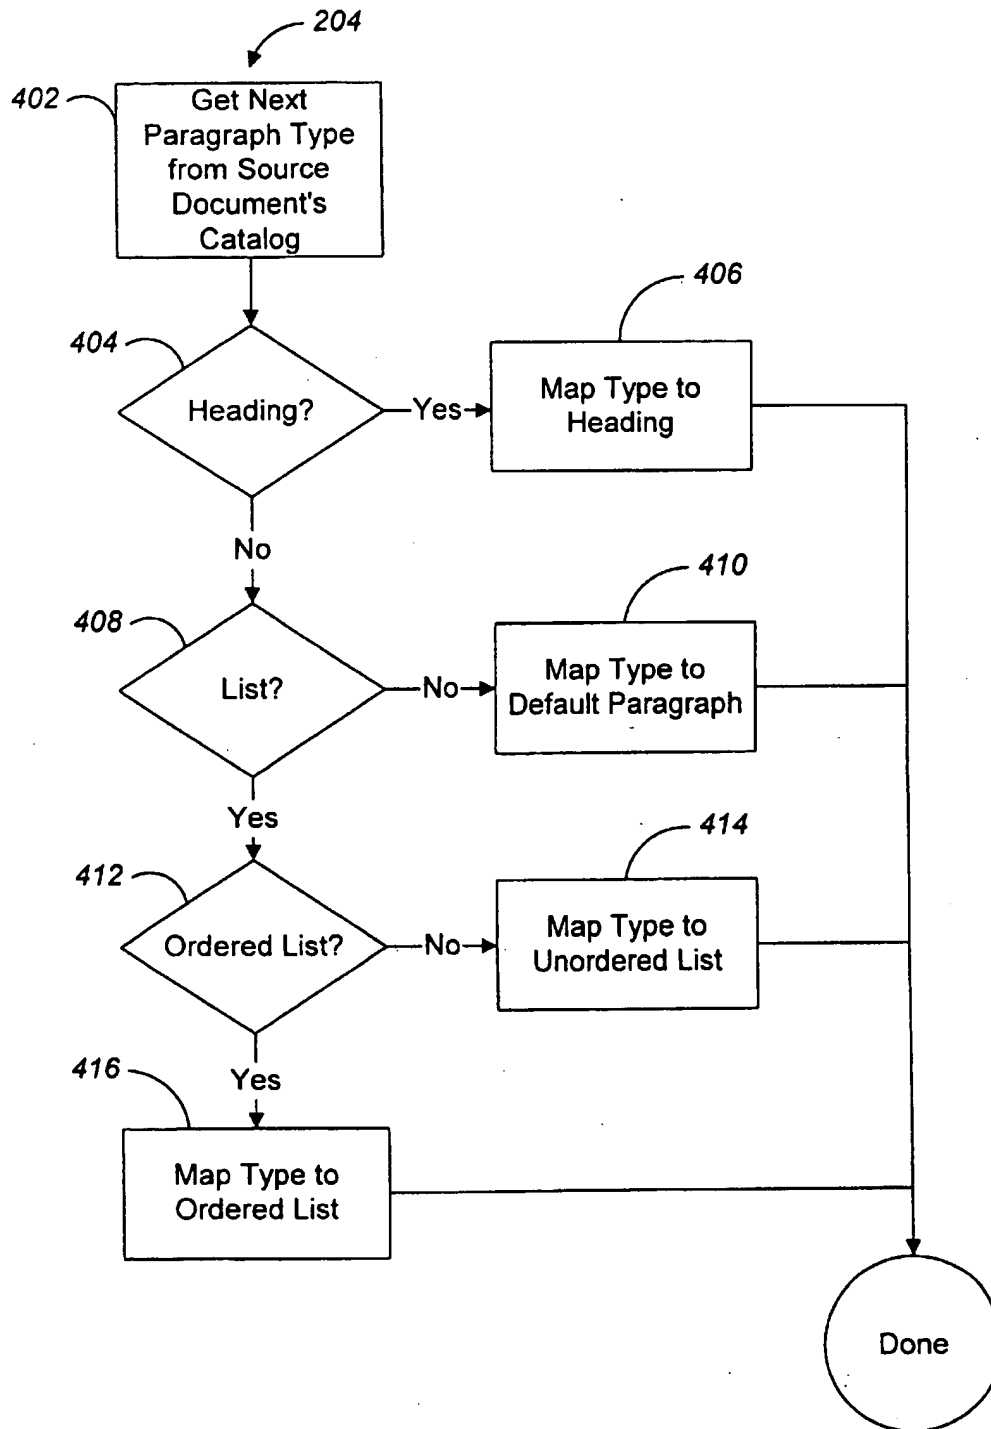 204
402
Get Next
Paragraph Type
from Source
Document's
Catalog
406
404
Heading?
Yes
Map Type to
Heading
No
410
408
List?
No
Map Type to
Default Paragraph
Yes
414
412
Ordered List?
No
Map Type to
Unordered List
416
Yes
Map Type to
Ordered List
Done